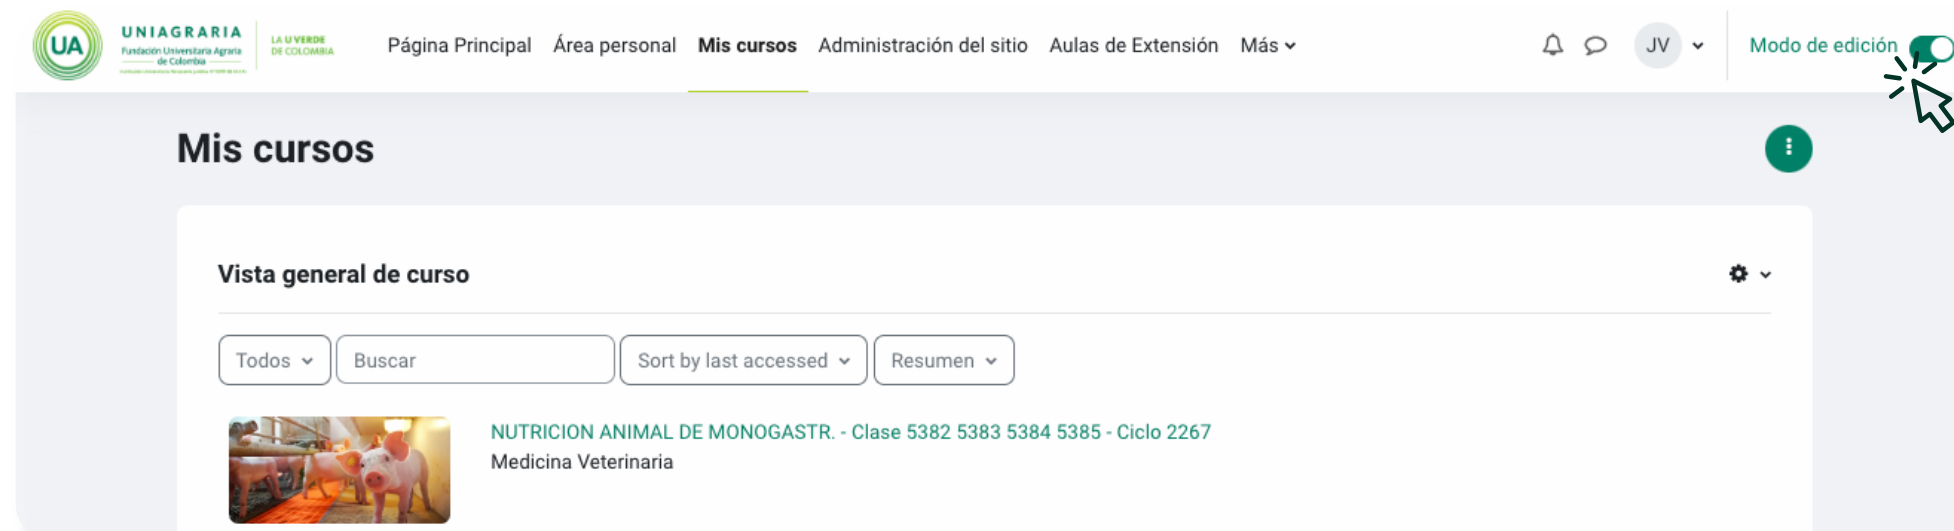 UA
UNIAGRARIA
Fundación Universitaria Agraria
de Colombia
LA U VERDE
DE COLOMBIA
Página Principal Área personal Mis cursos Administración del sitio Aulas de Extensión Más
JV
Modo de edición
Mis cursos
Vista general de curso
Todos
Buscar
Sort by last accessed
Resumen
NUTRICION ANIMAL DE MONOGASTR. - Clase 5382 5383 5384 5385 - Ciclo 2267
Medicina Veterinaria